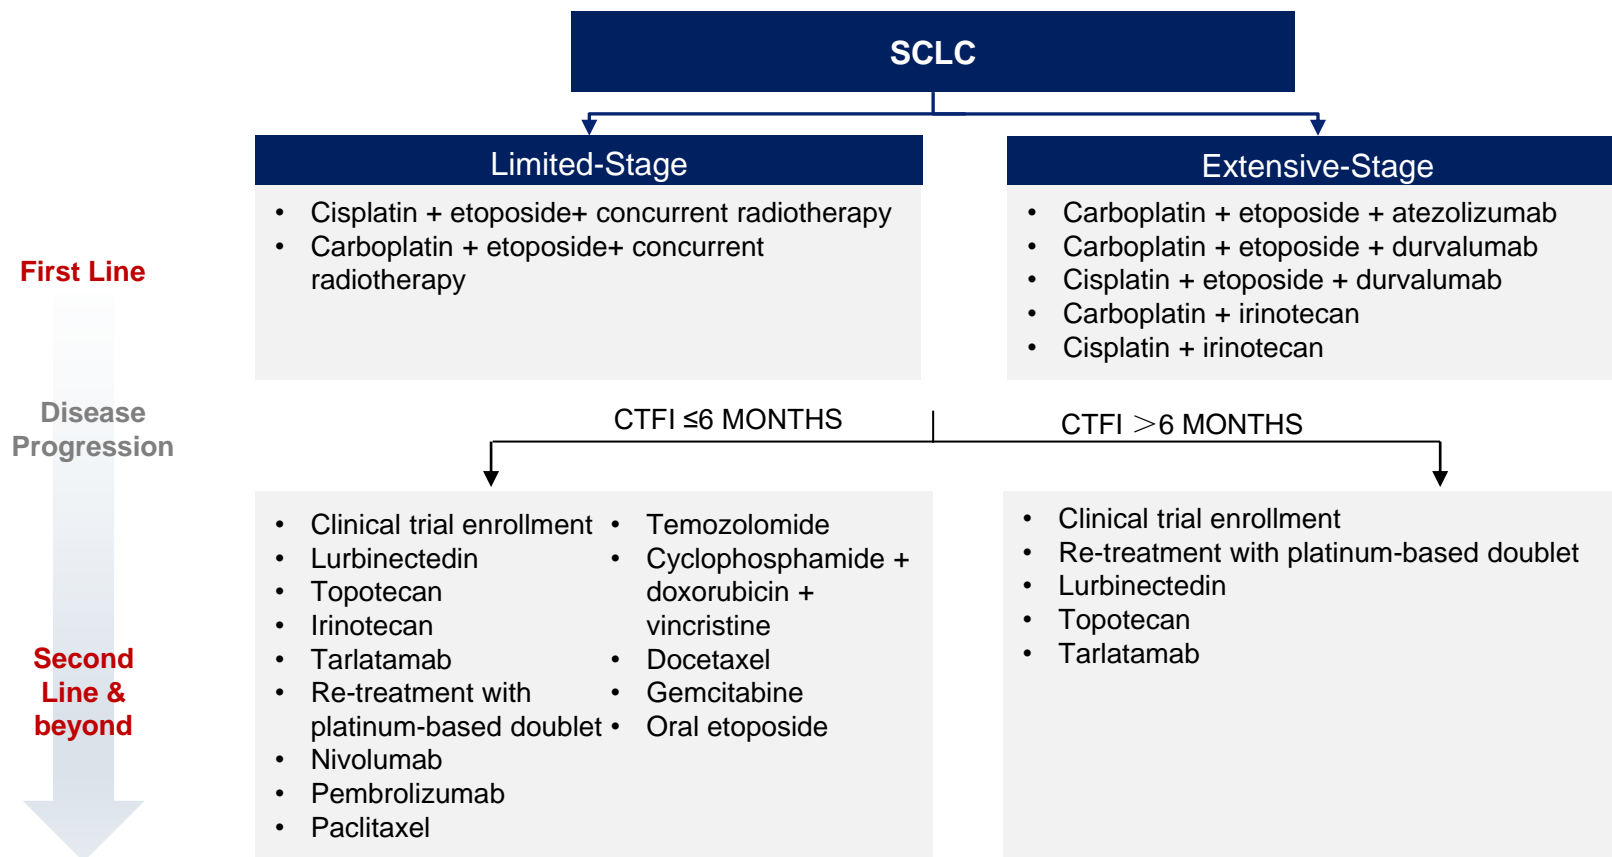 SCLC
Limited-Stage
• Cisplatin + etoposide+ concurrent radiotherapy
• Carboplatin + etoposide+ concurrent
radiotherapy
Extensive-Stage
• Carboplatin + etoposide + atezolizumab
• Carboplatin + etoposide + durvalumab
• Cisplatin + etoposide + durvalumab
• Carboplatin + irinotecan
• Cisplatin + irinotecan
First Line
Disease
Progression
CTFI ≤6 MONTHS
CTFI ＞6 MONTHS
Second
Line &
beyond
• Clinical trial enrollment
• Lurbinectedin
• Topotecan
• Irinotecan
• Tarlatamab
• Re-treatment with
platinum-based doublet
• Nivolumab
• Pembrolizumab
• Paclitaxel
• Temozolomide
• Cyclophosphamide +
doxorubicin +
vincristine
• Docetaxel
• Gemcitabine
• Oral etoposide
• Clinical trial enrollment
• Re-treatment with platinum-based doublet
• Lurbinectedin
• Topotecan
• Tarlatamab